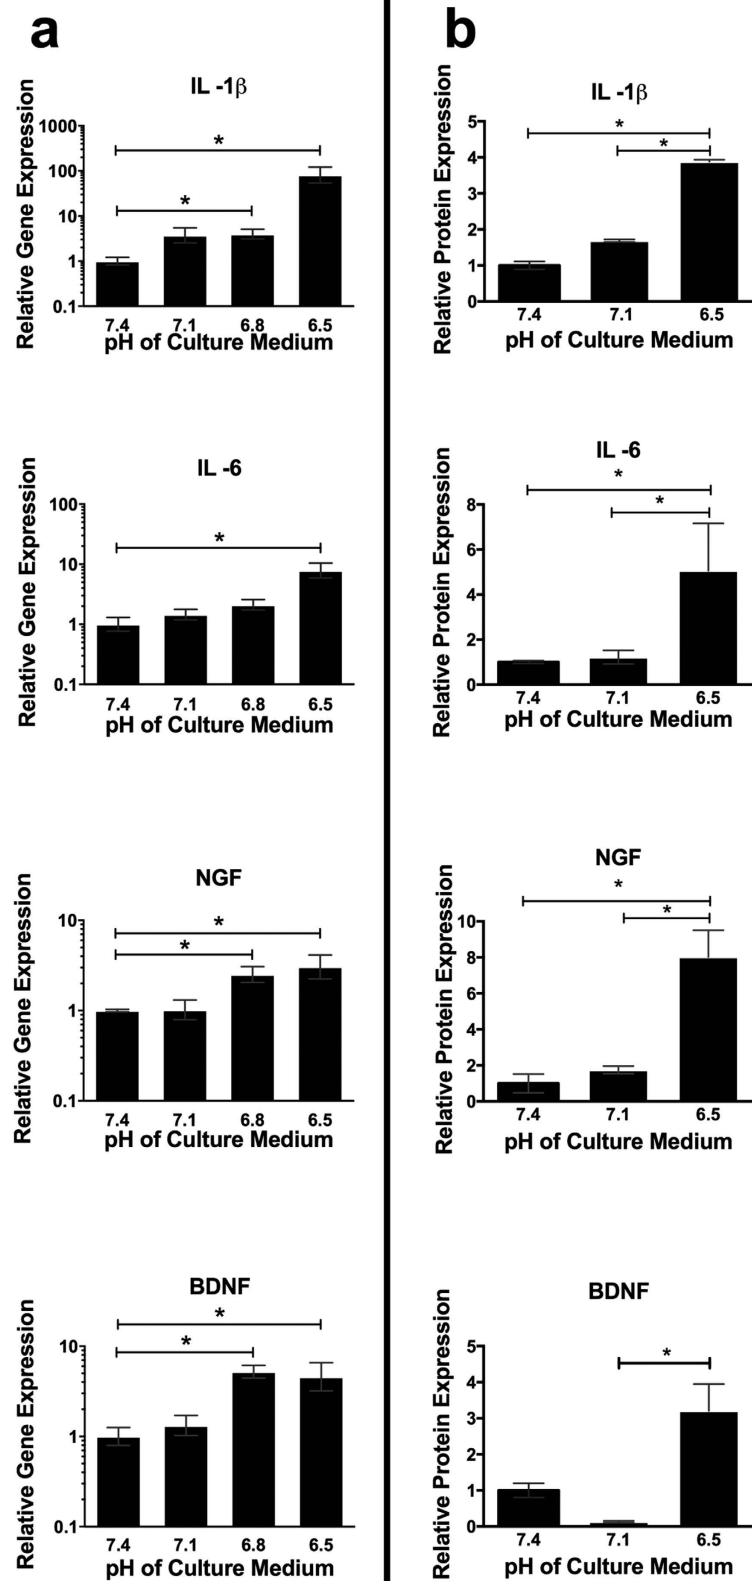 a
IL -1β
Relative Gene Expression
1000
100
10
1
0.1
*
*
7.4 7.1 6.8 6.5
pH of Culture Medium
IL -6
Relative Gene Expression
100
10
1
0.1
*
7.4 7.1 6.8 6.5
pH of Culture Medium
NGF
Relative Gene Expression
10
1
0.1
*
*
7.4 7.1 6.8 6.5
pH of Culture Medium
BDNF
Relative Gene Expression
10
1
0.1
*
*
7.4 7.1 6.8 6.5
pH of Culture Medium
b
IL -1β
Relative Protein Expression
5
4
3
2
1
0
*
*
7.4 7.1 6.5
pH of Culture Medium
IL -6
Relative Protein Expression
8
6
4
2
0
*
*
7.4 7.1 6.5
pH of Culture Medium
NGF
Relative Protein Expression
10
8
6
4
2
0
*
*
7.4 7.1 6.5
pH of Culture Medium
BDNF
Relative Protein Expression
5
4
3
2
1
0
*
7.4 7.1 6.5
pH of Culture Medium